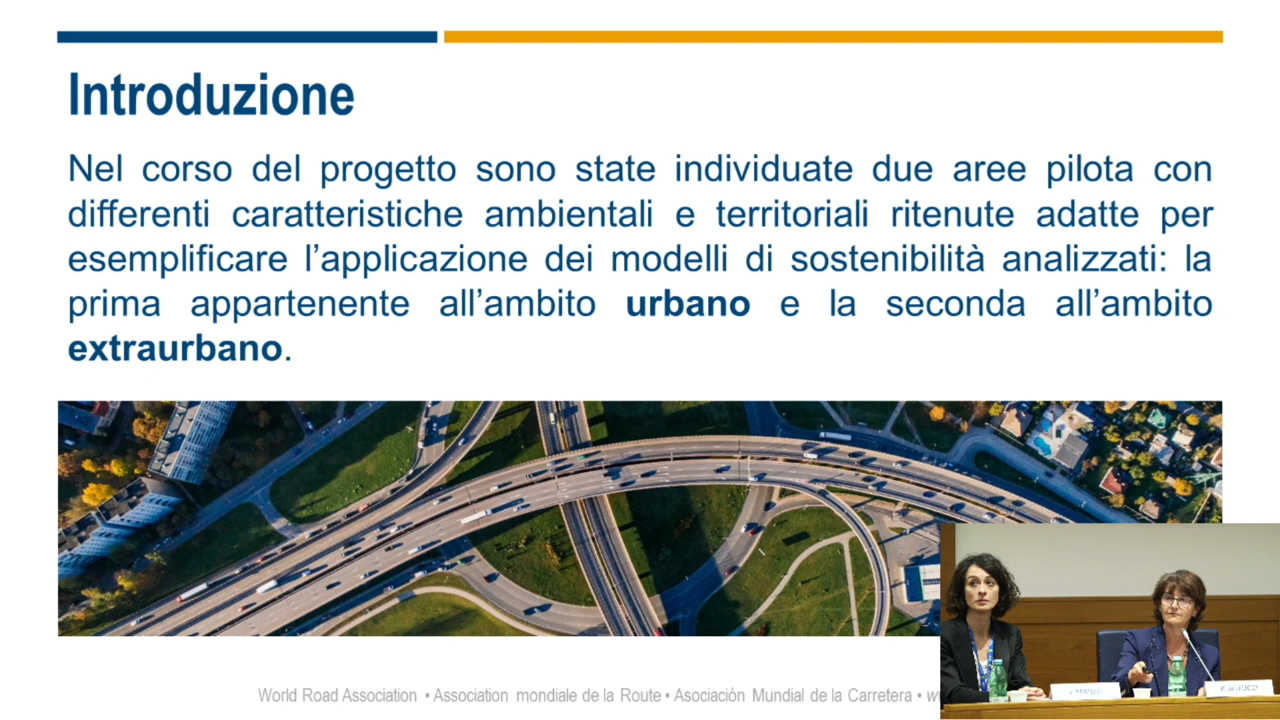 Introduzione
Nel corso del progetto sono state individuate due aree pilota con
differenti caratteristiche ambientali e territoriali ritenute adatte per
esemplificare l’applicazione dei modelli di sostenibilità analizzati: la
prima appartenente all’ambito urbano e la seconda all’ambito
extraurbano.
World Road Association • Association mondiale de la Route • Asociación Mundial de la Carretera •